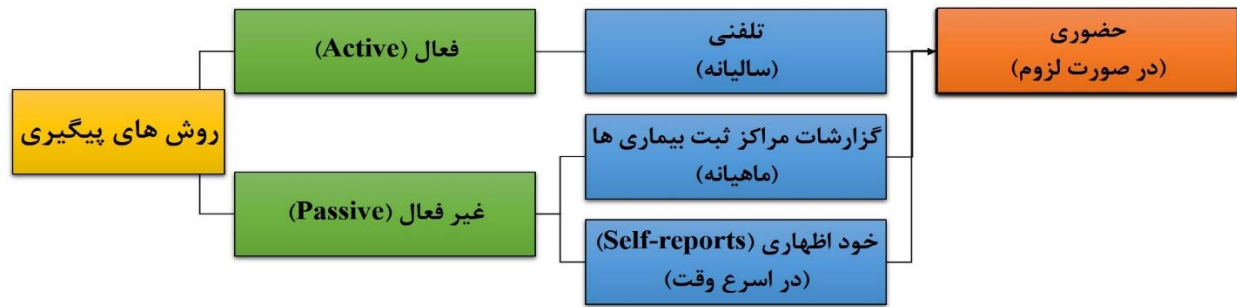 روش های پیگیری
فعال (Active)
تلفنی
(سالیانه)
غیر فعال (Passive)
گزارشات مراکز ثبت بیماری ها
(ماهیانه)
خود اظهاری (Self-reports)
(در اسرع وقت)
حضوری
(در صورت لزوم)